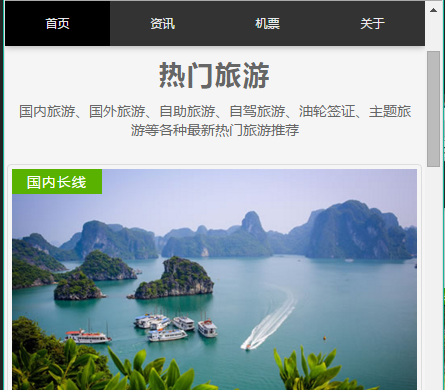 首页 资讯 机票 关于
热门旅游
国内旅游、国外旅游、自助旅游、自驾旅游、油轮签证、主题旅
游等各种最新热门旅游推荐
国内长线